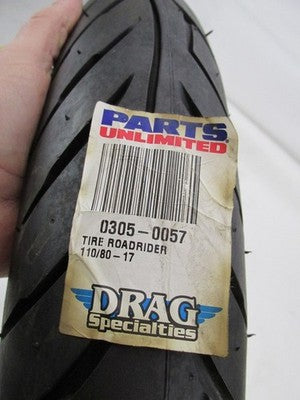 PARTS
UNLIMITED
0305-0057
TIRE ROADRIDER
110/80-17
DRAG
Specialties